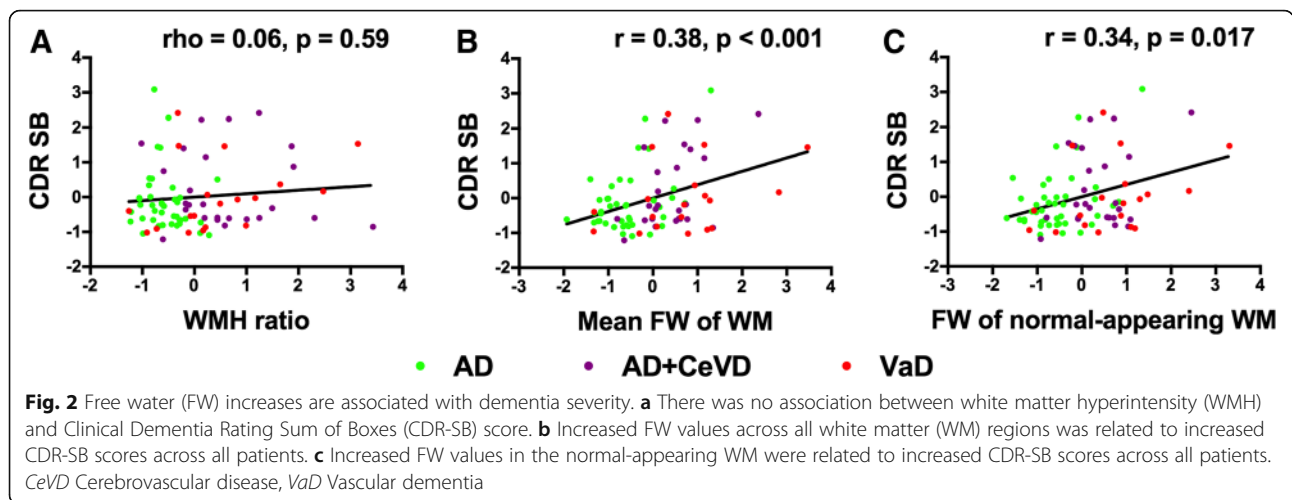 A
rho = 0.06, p = 0.59
CDR SB
4
3
2
1
0
-1
-2
-2 -1 0 1 2 3 4
WMH ratio
B
r = 0.38, p < 0.001
CDR SB
4
3
2
1
0
-1
-2
-3 -2 -1 0 1 2 3 4
Mean FW of WM
C
r = 0.34, p = 0.017
CDR SB
4
3
2
1
0
-1
-2
-3 -2 -1 0 1 2 3 4
FW of normal-appearing WM
AD AD+CeVD VaD
Fig. 2 Free water (FW) increases are associated with dementia severity. a There was no association between white matter hyperintensity (WMH)
and Clinical Dementia Rating Sum of Boxes (CDR-SB) score. b Increased FW values across all white matter (WM) regions was related to increased
CDR-SB scores across all patients. c Increased FW values in the normal-appearing WM were related to increased CDR-SB scores across all patients.
CeVD Cerebrovascular disease, VaD Vascular dementia